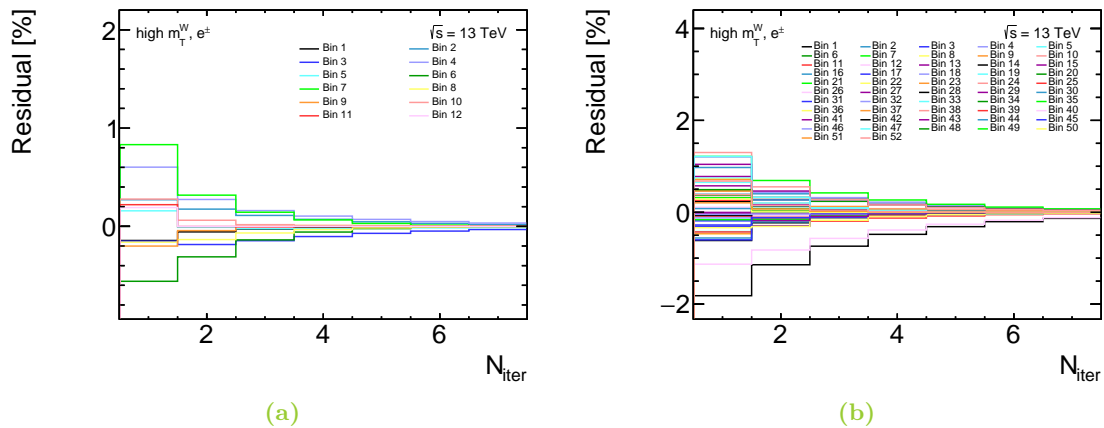 Residual [%]
2
1
0
high m_T^W, e^±
√s = 13 TeV
Bin 1 Bin 2
Bin 3 Bin 4
Bin 5 Bin 6
Bin 7 Bin 8
Bin 9 Bin 10
Bin 11 Bin 12
2 4 6
N_iter
(a)
Residual [%]
4
2
0
−2
high m_T^W, e^±
√s = 13 TeV
Bin 1 Bin 2 Bin 3 Bin 4 Bin 5
Bin 6 Bin 7 Bin 8 Bin 9 Bin 10
Bin 11 Bin 12 Bin 13 Bin 14 Bin 15
Bin 16 Bin 17 Bin 18 Bin 19 Bin 20
Bin 21 Bin 22 Bin 23 Bin 24 Bin 25
Bin 26 Bin 27 Bin 28 Bin 29 Bin 30
Bin 31 Bin 32 Bin 33 Bin 34 Bin 35
Bin 36 Bin 37 Bin 38 Bin 39 Bin 40
Bin 41 Bin 42 Bin 43 Bin 44 Bin 45
Bin 46 Bin 47 Bin 48 Bin 49 Bin 50
Bin 51 Bin 52
2 4 6
N_iter
(b)